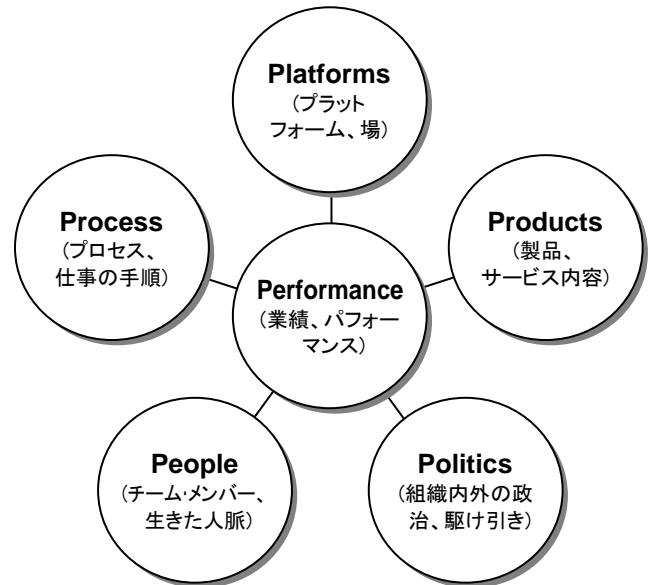 Platforms
(プラット
フォーム、場)
Process
(プロセス、
仕事の手順)
Products
(製品、
サービス内容)
Performance
(業績、パフォー
マンス)
People
(チーム・メンバー、
生きた人脈)
Politics
(組織内外の政
治、駆け引き)